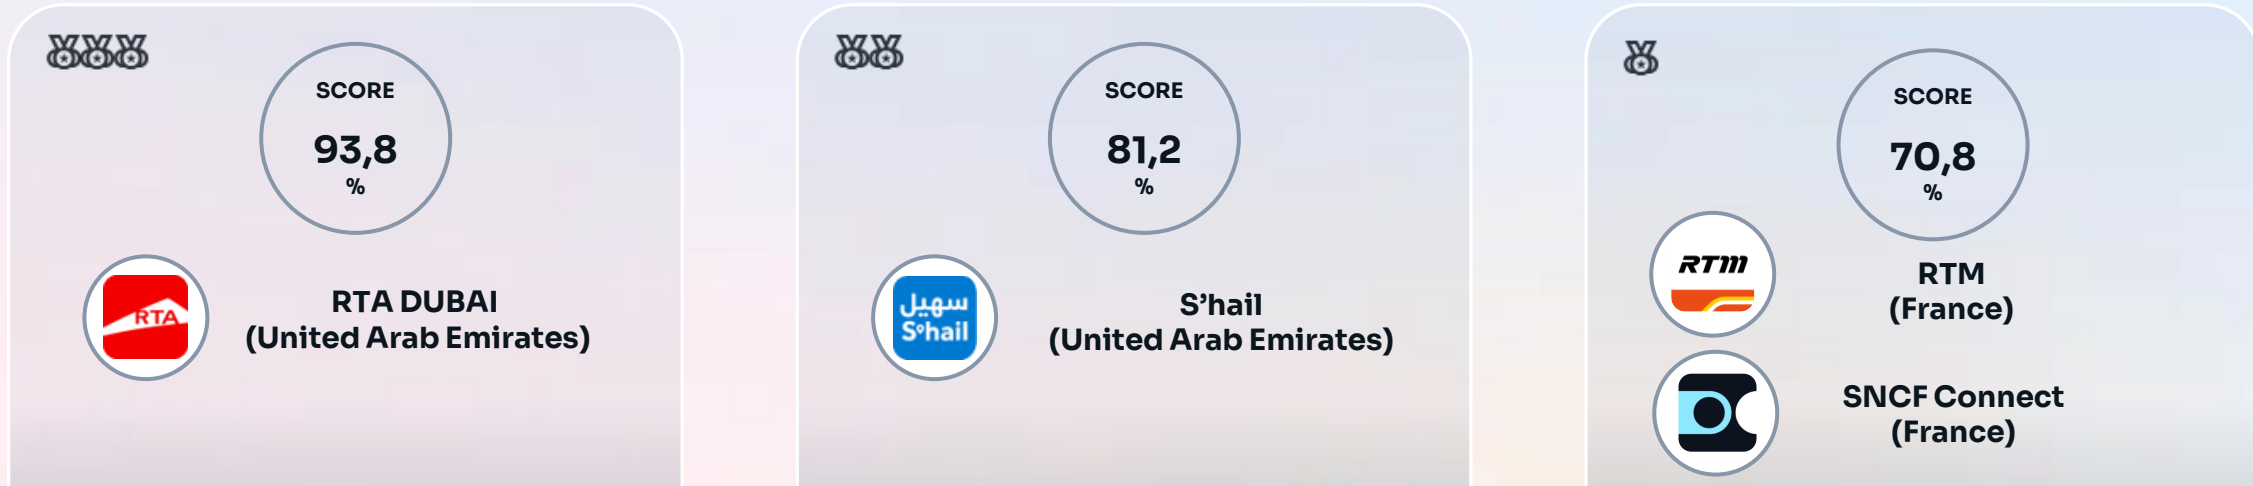 SCORE
93,8
%
RTA
RTA DUBAI
(United Arab Emirates)
SCORE
81,2
%
سهيل
S'hail
S’hail
(United Arab Emirates)
SCORE
70,8
%
RTM
RTM
(France)
SNCF Connect
(France)